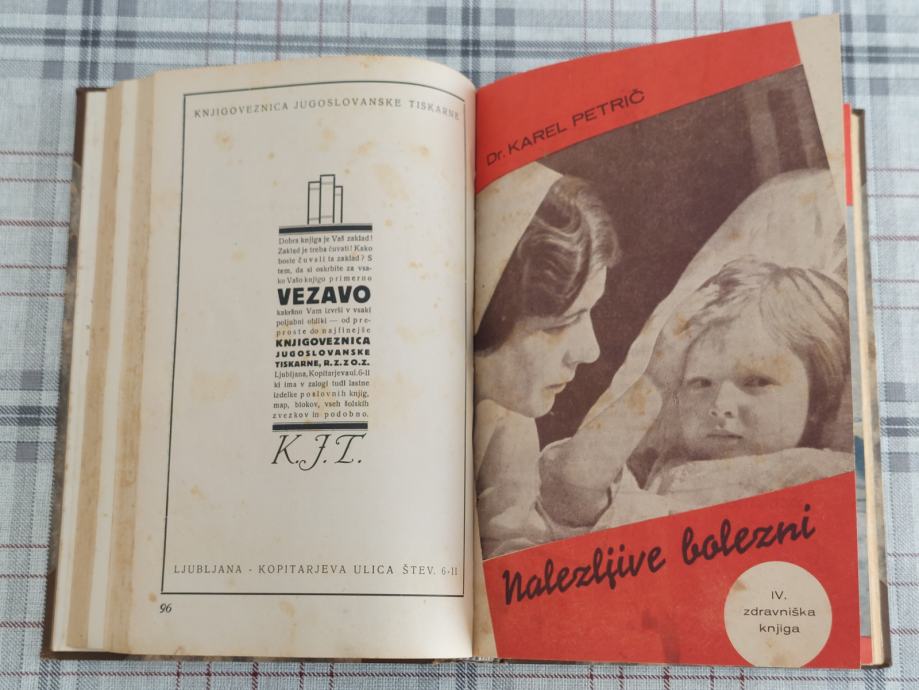 KNJIGOVEZNICA JUGOSLOVANSKE TISKARNE
Dobra knjiga je Vaš zaklad!
Zaklad je treba čuvati! Kako
boste čuvali ta zaklad? S
tem, da si oskrbite za vsa-
ko Vašo knjigo primerno
VEZAVO
kakršno Vam izvrši v vsaki
poljubni obliki — od pre-
proste do najfinejše
KNJIGOVEZNICA
JUGOSLOVANSKE
TISKARNE, R. Z. Z O. Z.
Ljubljana, Kopitarjeva ul. 6-II
ki ima v zalogi tudi lastne
izdelke poslovnih knjig,
map, blokov, vseh šolskih
zvezkov in podobno.
K.J.T.
LJUBLJANA - KOPITARJEVA ULICA ŠTEV. 6-II
96
Dr. KAREL PETRIČ
Nalezljive bolezni
IV.
zdravniška
knjiga